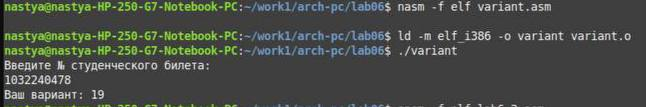 nastya@nastya-HP-250-G7-Notebook-PC:~/work1/arch-pc/lab06$ nasm -f elf variant.asm
nastya@nastya-HP-250-G7-Notebook-PC:~/work1/arch-pc/lab06$ ld -m elf_i386 -o variant variant.o
nastya@nastya-HP-250-G7-Notebook-PC:~/work1/arch-pc/lab06$ ./variant
Введите № студенческого билета:
1032240478
Ваш вариант: 19